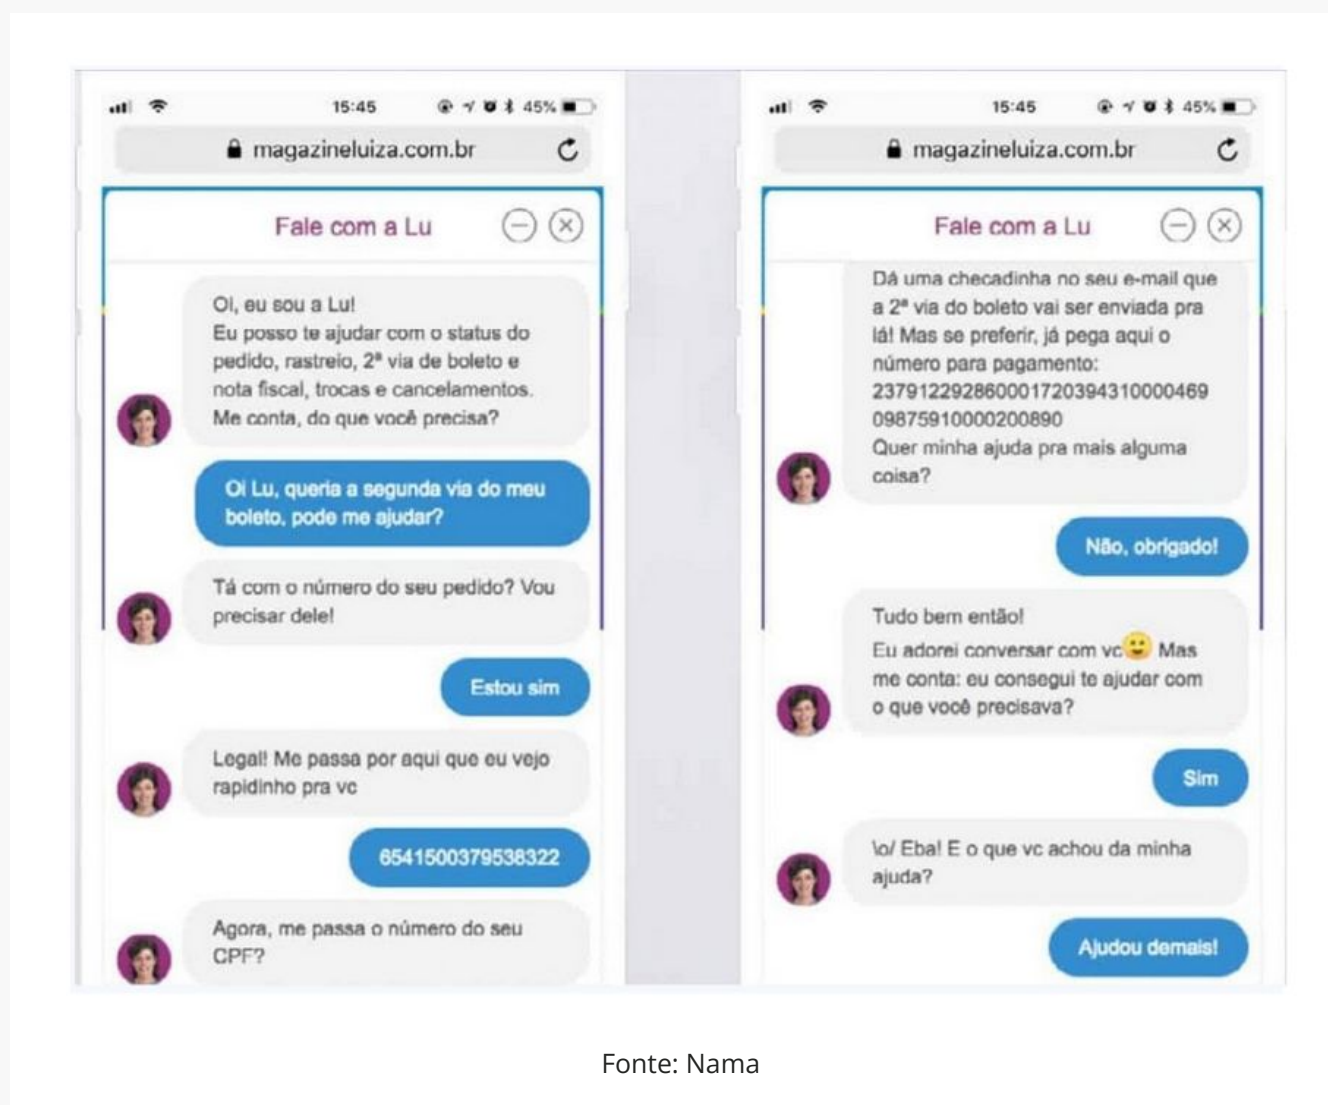 15:45
45%
magazineluiza.com.br
Fale com a Lu
Oi, eu sou a Lu!
Eu posso te ajudar com o status do
pedido, rastreio, 2ª via de boleto e
nota fiscal, trocas e cancelamentos.
Me conta, do que você precisa?
Oi Lu, queria a segunda via do meu
boleto, pode me ajudar?
Tá com o número do seu pedido? Vou
precisar dele!
Estou sim
Legal! Me passa por aqui que eu vejo
rapidinho pra vc
6541500379538322
Agora, me passa o número do seu
CPF?
15:45
45%
magazineluiza.com.br
Fale com a Lu
Dá uma checadinha no seu e-mail que
a 2ª via do boleto vai ser enviada pra
lá! Mas se preferir, já pega aqui o
número para pagamento:
237912292860001720394310000469
09875910000200890
Quer minha ajuda pra mais alguma
coisa?
Não, obrigado!
Tudo bem então!
Eu adorei conversar com vc🙂 Mas
me conta: eu consegui te ajudar com
o que você precisava?
Sim
\o/ Eba! E o que vc achou da minha
ajuda?
Ajudou demais!
Fonte: Nama